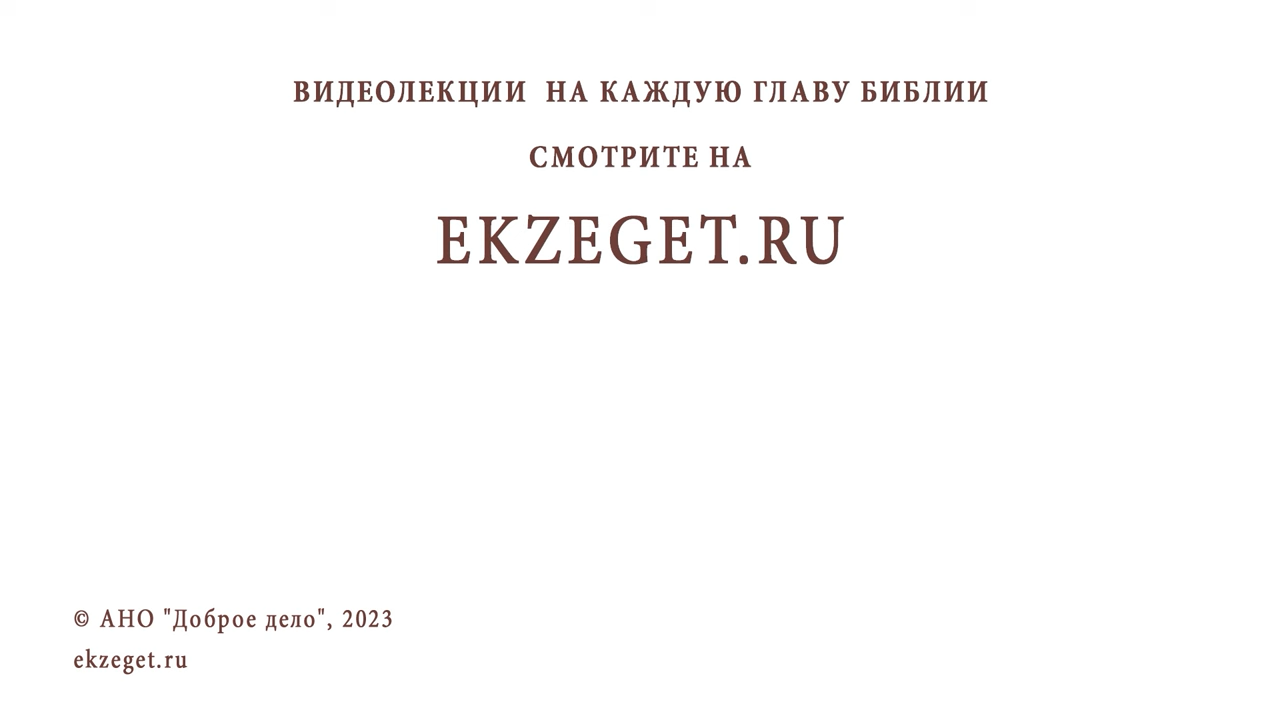 ВИДЕОЛЕКЦИИ НА КАЖДУЮ ГЛАВУ БИБЛИИ
СМОТРИТЕ НА
EKZEGET.RU
© АНО "Доброе дело", 2023
ekzeget.ru